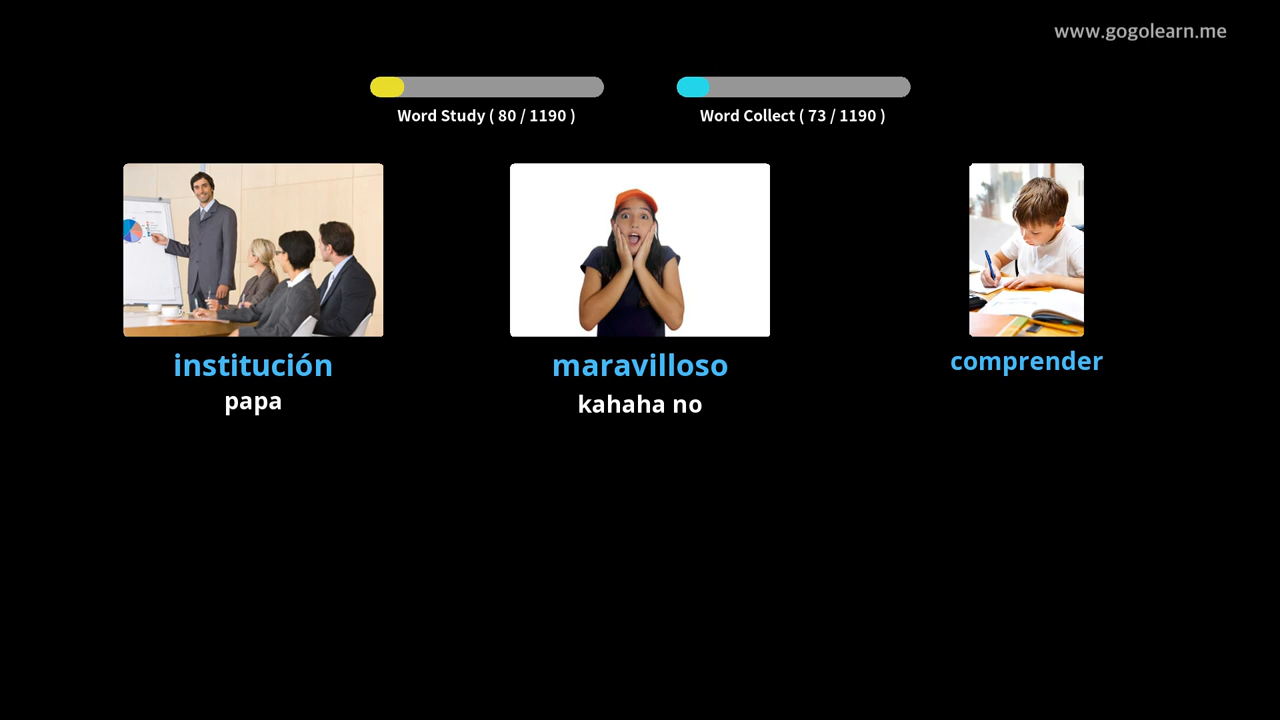 www.gogolearn.me
Word Study ( 80 / 1190 )
Word Collect ( 73 / 1190 )
institución
papa
maravilloso
kahaha no
comprender